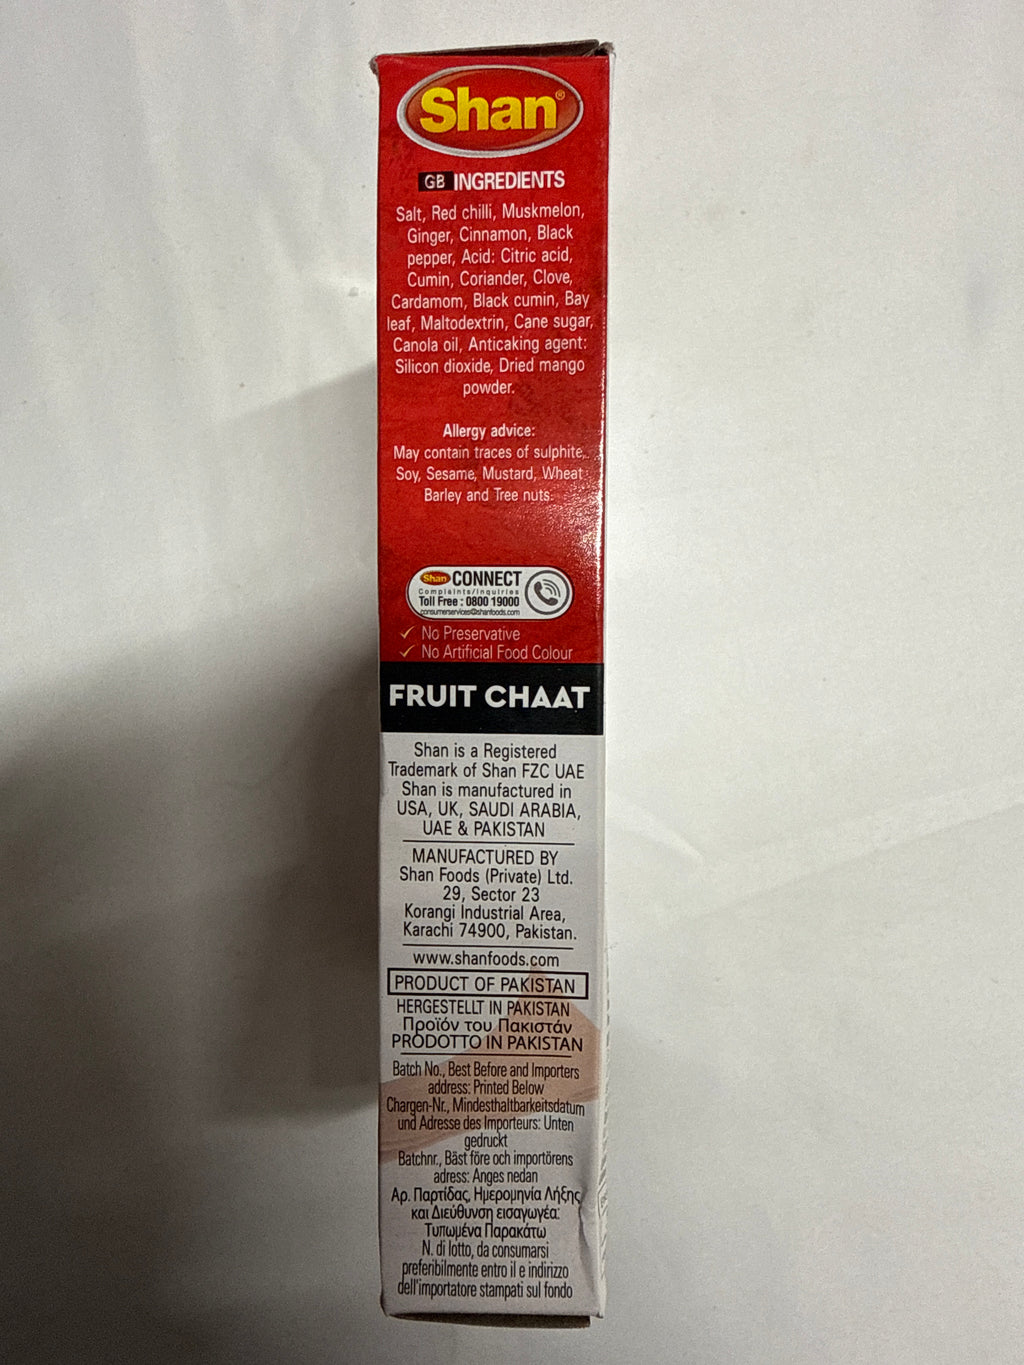 Shan®
GB INGREDIENTS
Salt, Red chilli, Muskmelon,
Ginger, Cinnamon, Black
pepper, Acid: Citric acid,
Cumin, Coriander, Clove,
Cardamom, Black cumin, Bay
leaf, Maltodextrin, Cane sugar,
Canola oil, Anticaking agent:
Silicon dioxide, Dried mango
powder.
Allergy advice:
May contain traces of sulphite,
Soy, Sesame, Mustard, Wheat
Barley and Tree nuts.
Shan CONNECT
Complaints/Inquiries
Toll Free : 0800 19000
consumerservices@shanfoods.com
✓ No Preservative
✓ No Artificial Food Colour
FRUIT CHAAT
Shan is a Registered
Trademark of Shan FZC UAE
Shan is manufactured in
USA, UK, SAUDI ARABIA,
UAE & PAKISTAN
MANUFACTURED BY
Shan Foods (Private) Ltd.
29, Sector 23
Korangi Industrial Area,
Karachi 74900, Pakistan.
www.shanfoods.com
PRODUCT OF PAKISTAN
HERGESTELLT IN PAKISTAN
Προϊόν του Πακιστάν
PRODOTTO IN PAKISTAN
Batch No., Best Before and Importers
address: Printed Below
Chargen-Nr., Mindesthaltbarkeitsdatum
und Adresse des Importeurs: Unten
gedruckt
Batchnr., Bäst före och importörens
adress: Anges nedan
Αρ. Παρτίδας, Ημερομηνία Λήξης
και Διεύθυνση εισαγωγέα:
Τυπωμένα Παρακάτω
N. di lotto, da consumarsi
preferibilmente entro il e indirizzo
dell'importatore stampati sul fondo